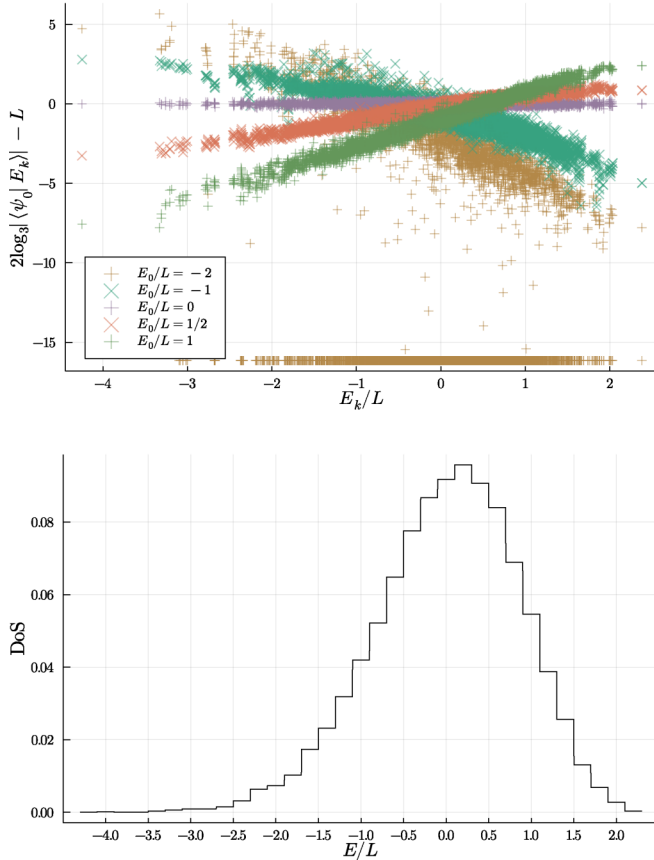 2log₃|⟨ψ₀|E_k⟩| − L
5
0
−5
−10
−15
E₀/L = −2
E₀/L = −1
E₀/L = 0
E₀/L = 1/2
E₀/L = 1
−4 −3 −2 −1 0 1 2
E_k/L
DoS
0.08
0.06
0.04
0.02
0.00
−4.0 −3.5 −3.0 −2.5 −2.0 −1.5 −1.0 −0.5 0.0 0.5 1.0 1.5 2.0
E/L